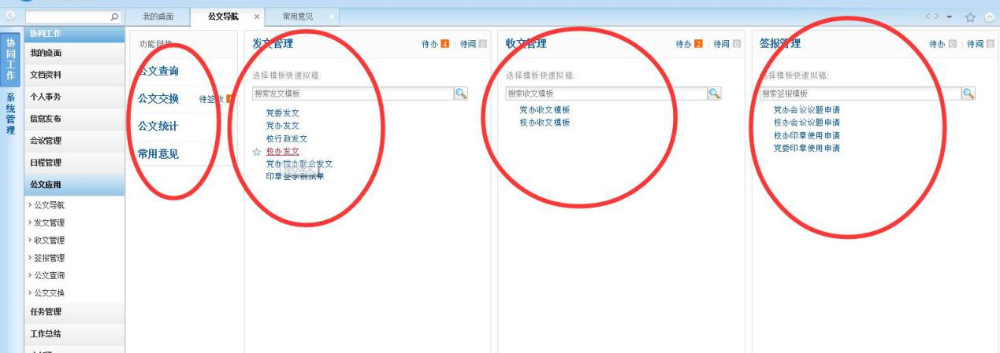 我的桌面
公文导航
常用意见
协同工作
系统管理
协同工作
我的桌面
文档资料
个人事务
信息发布
会议管理
日程管理
公文应用
公文导航
发文管理
收文管理
签报管理
公文查询
公文交换
任务管理
工作总结
功能链接
公文查询
公文交换 待签收
公文统计
常用意见
发文管理 待办 4 待阅 0
选择模板快速拟稿:
搜索发文模板
党委发文
党办发文
校行政发文
校办发文
党办院办联合发文
印章签字测试单
收文管理 待办 2 待阅 0
选择模板快速拟稿:
搜索收文模板
党办收文模板
校办收文模板
签报管理 待办 0 待阅 0
选择模板快速拟稿:
搜索签报模板
党办会议议题申请
校办会议议题申请
校办印章使用申请
党委印章使用申请